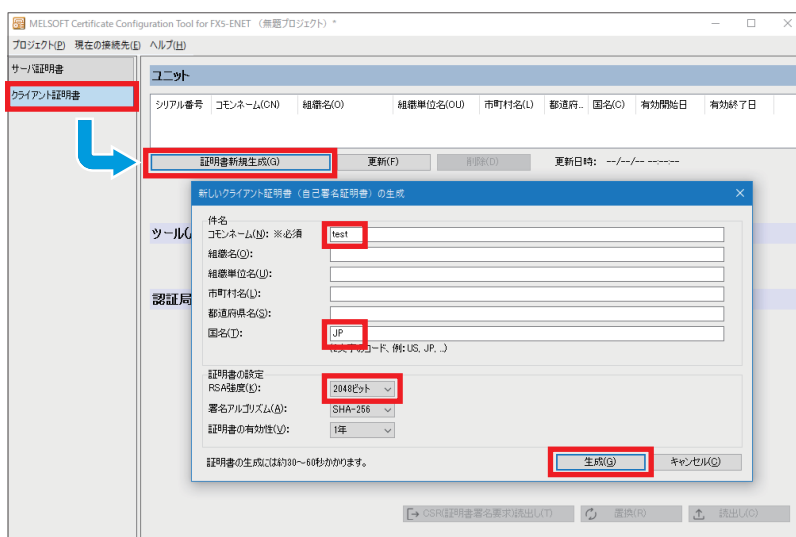 MELSOFT Certificate Configuration Tool for FX5-ENET （無題プロジェクト）*
プロジェクト(P) 現在の接続先(E) ヘルプ(H)
サーバ証明書
クライアント証明書
ユニット
シリアル番号 コモンネーム(CN) 組織名(O) 組織単位名(OU) 市町村名(L) 都道府.. 国名(C) 有効開始日 有効終了日
証明書新規生成(G) 更新(F) 削除(D) 更新日時: --/--/-- --:--:--
新しいクライアント証明書（自己署名証明書）の生成
件名
コモンネーム(N): ※必須 test
ツール(
組織名(O):
組織単位名(U):
市町村名(L):
認証局
都道府県名(S):
国名(T): JP
(2文字のコード、例: US, JP, ..)
証明書の設定
RSA強度(K): 2048ビット
署名アルゴリズム(A): SHA-256
証明書の有効性(V): 1年
証明書の生成には約30～60秒かかります。 生成(G) キャンセル(C)
CSR(証明書署名要求)読出し(T) 置換(R) 読出し(C)